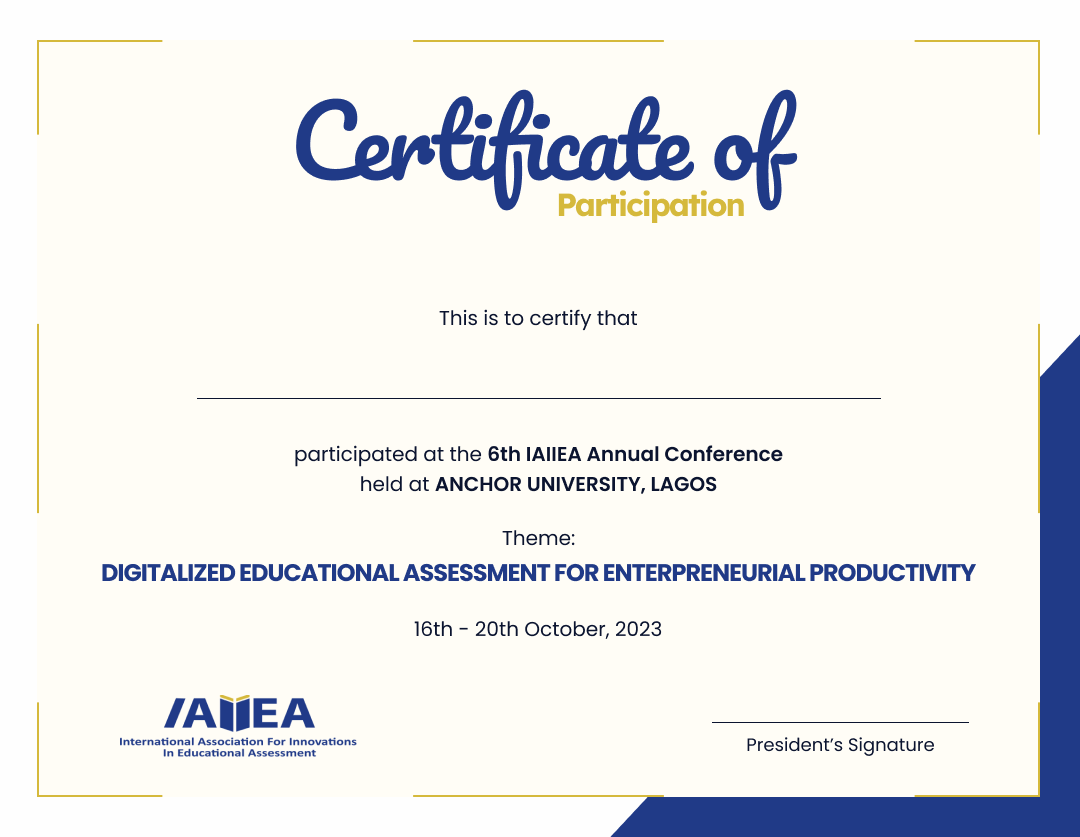 Certificate of
Participation
This is to certify that
participated at the 6th IAIIEA Annual Conference
held at ANCHOR UNIVERSITY, LAGOS
Theme:
DIGITALIZED EDUCATIONAL ASSESSMENT FOR ENTERPRENEURIAL PRODUCTIVITY
16th - 20th October, 2023
IAIIEA
International Association For Innovations
In Educational Assessment
President’s Signature